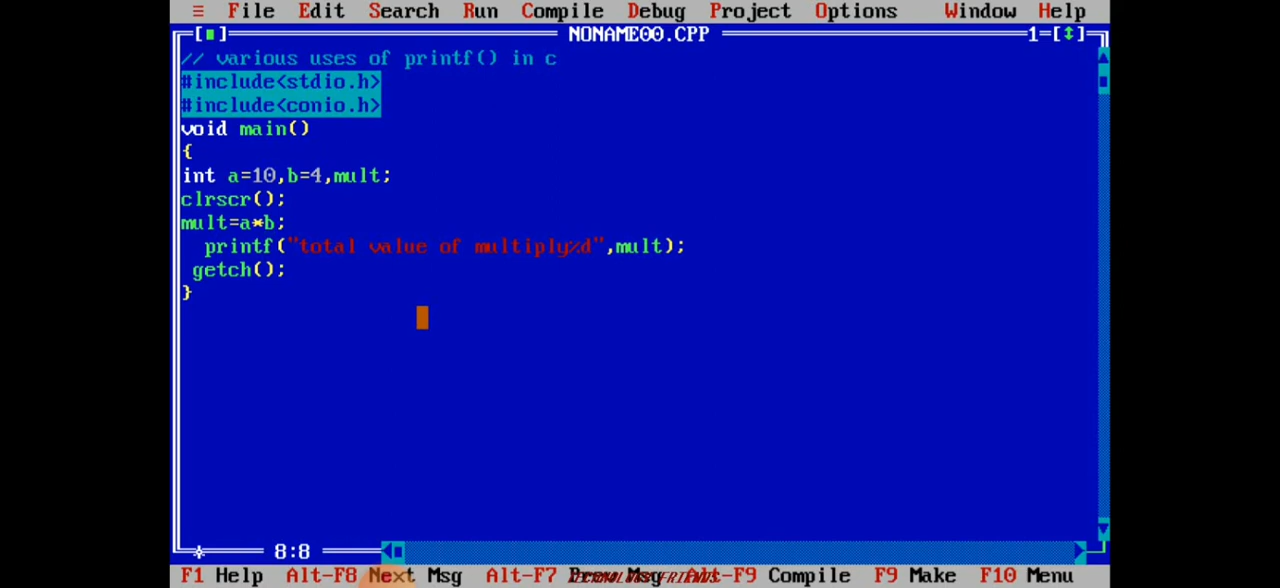 ≡ File Edit Search Run Compile Debug Project Options Window Help
[■] NONAME00.CPP 1=[↕]
// various uses of printf() in c
#include<stdio.h>
#include<conio.h>
void main()
{
int a=10,b=4,mult;
clrscr();
mult=a*b;
printf("total value of multiply%d",mult);
getch();
}
8:8
F1 Help Alt-F8 Next Msg Alt-F7 Prev Msg Alt-F9 Compile F9 Make F10 Menu